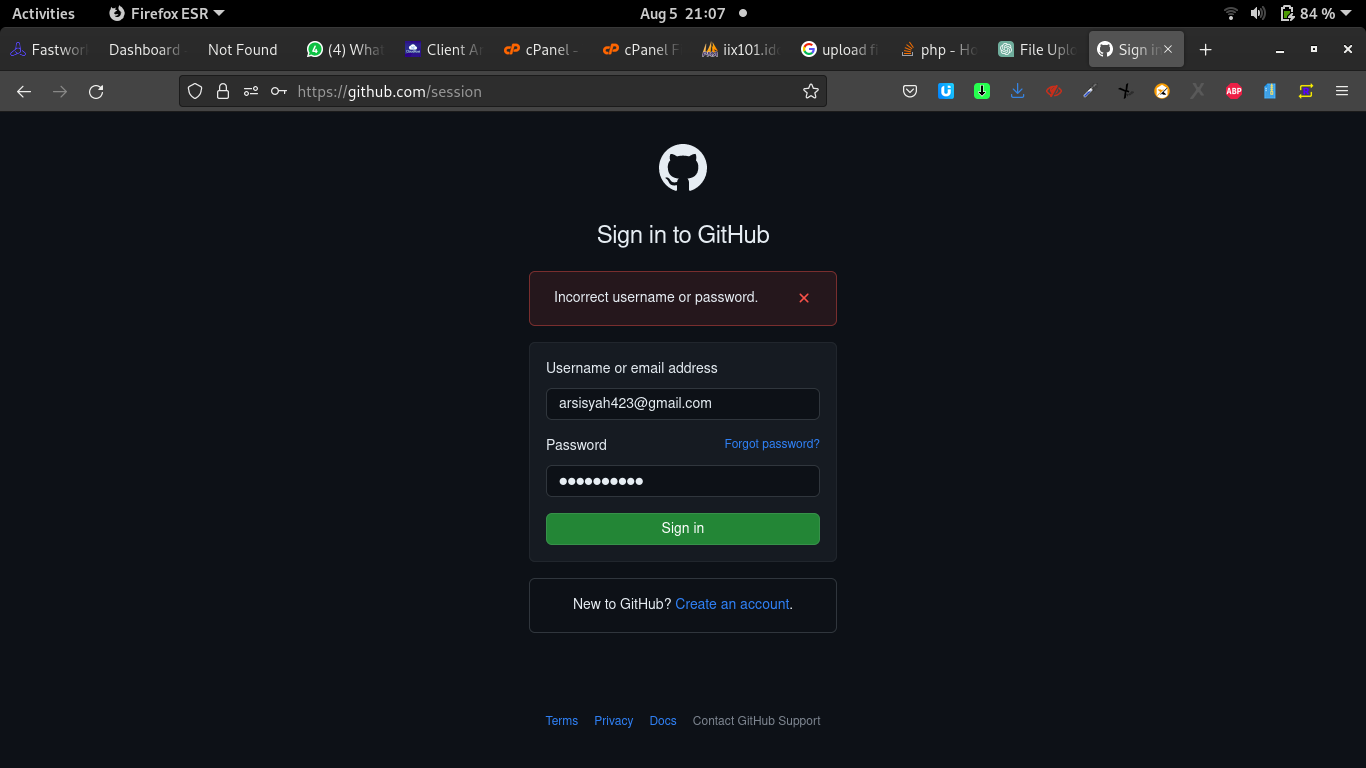 Activities Firefox ESR Aug 5 21:07 84 %
Fastwor Dashboard Not Found (4) What Client Ar cPanel - cPanel F iix101.ido upload fi php - Ho File Uplo Sign in
https://github.com/session ABP
Sign in to GitHub
Incorrect username or password.
Username or email address
arsisyah423@gmail.com
Password Forgot password?
Sign in
New to GitHub? Create an account.
Terms Privacy Docs Contact GitHub Support